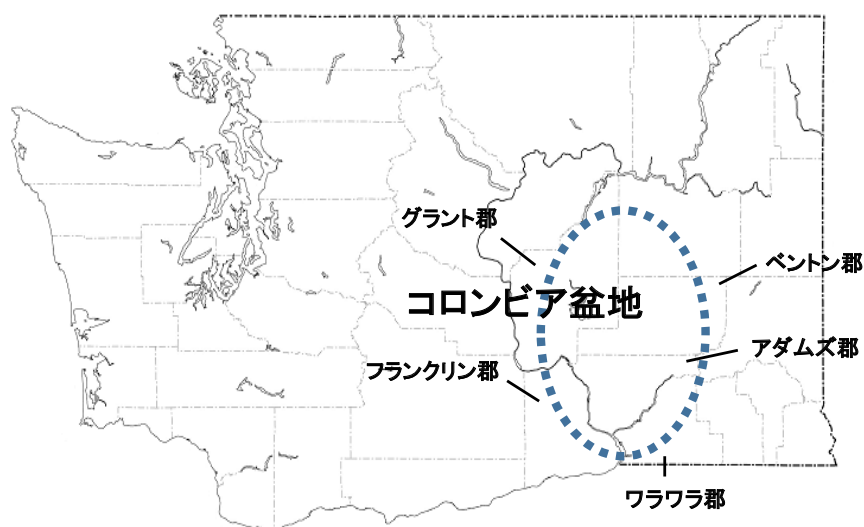 グラント郡
ベントン郡
コロンビア盆地
アダムズ郡
フランクリン郡
ワラワラ郡